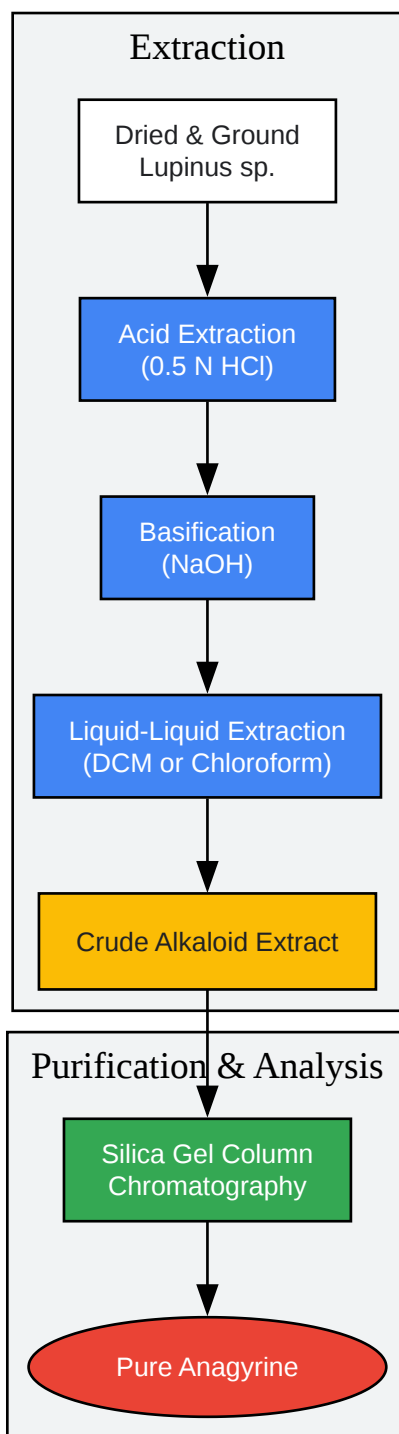 Extraction
Dried & Ground
Lupinus sp.
Acid Extraction
(0.5 N HCl)
Basification
(NaOH)
Liquid-Liquid Extraction
(DCM or Chloroform)
Crude Alkaloid Extract
Purification & Analysis
Silica Gel Column
Chromatography
Pure Anagyrine